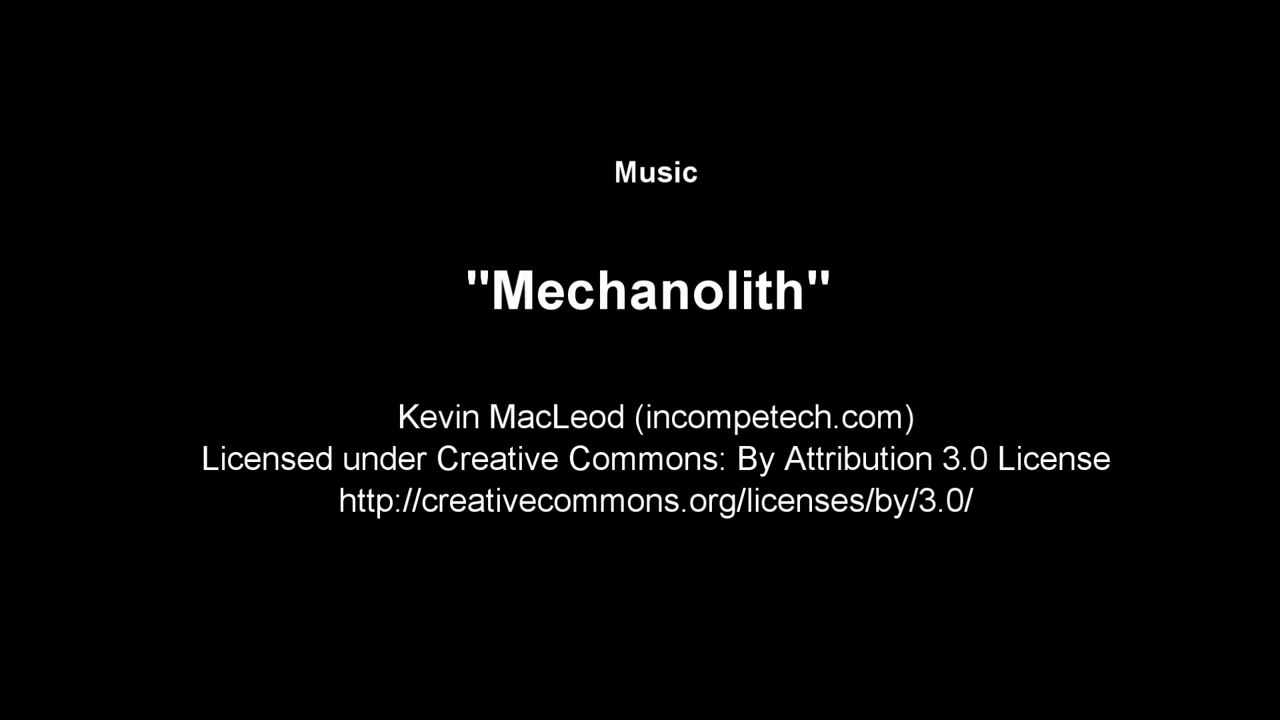 Music
"Mechanolith"
Kevin MacLeod (incompetech.com)
Licensed under Creative Commons: By Attribution 3.0 License
http://creativecommons.org/licenses/by/3.0/